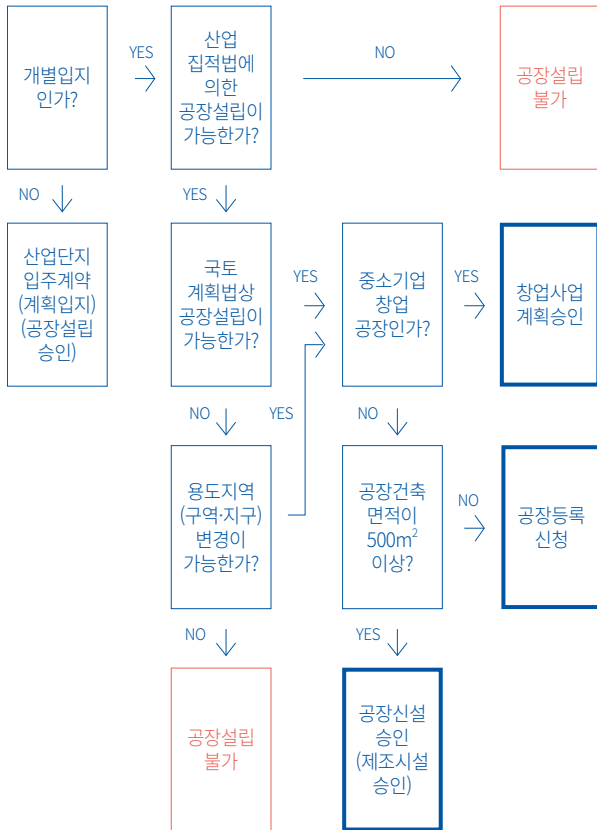 개별입지
인가?
YES
산업
집적법에
의한
공장설립이
가능한가?
NO
공장설립
불가
NO
YES
산업단지
입주계약
(계획입지)
(공장설립
승인)
국토
계획법상
공장설립이
가능한가?
YES
중소기업
창업
공장인가?
YES
창업사업
계획승인
NO
YES
NO
용도지역
(구역·지구)
변경이
가능한가?
공장건축
면적이
500m²
이상?
NO
공장등록
신청
NO
YES
공장설립
불가
공장신설
승인
(제조시설
승인)